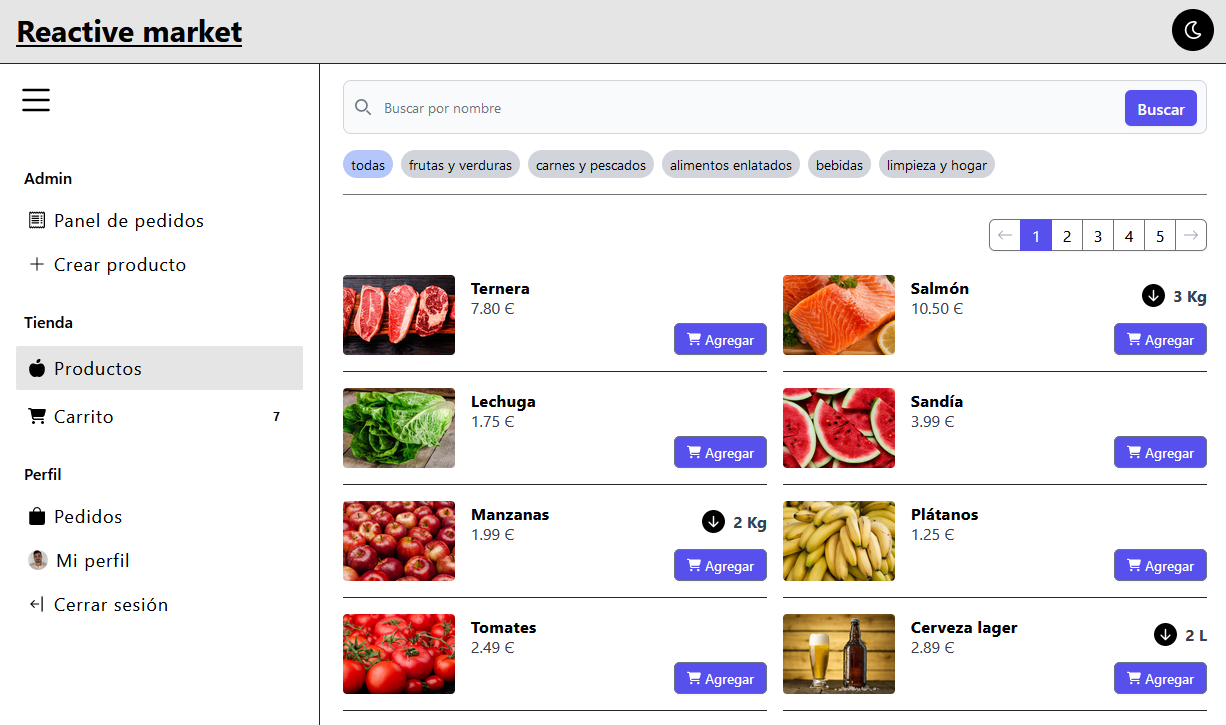 Reactive market
Buscar por nombre
Buscar
todas
frutas y verduras
carnes y pescados
alimentos enlatados
bebidas
limpieza y hogar
Admin
Panel de pedidos
Crear producto
Tienda
Productos
Carrito 7
Perfil
Pedidos
Mi perfil
Cerrar sesión
← 1 2 3 4 5 →
Ternera
7.80 €
Agregar
Salmón
3 Kg
10.50 €
Agregar
Lechuga
1.75 €
Agregar
Sandía
3.99 €
Agregar
Manzanas
2 Kg
1.99 €
Agregar
Plátanos
1.25 €
Agregar
Tomates
2.49 €
Agregar
Cerveza lager
2 L
2.89 €
Agregar